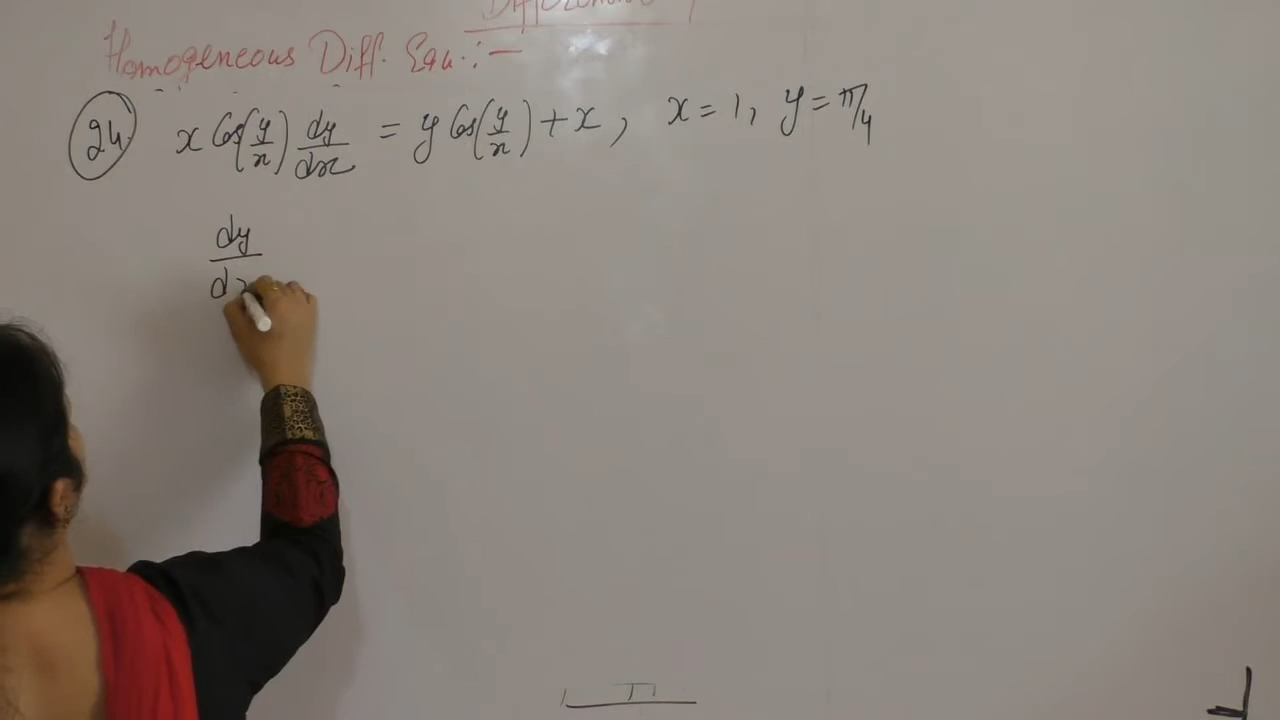 Homogeneous Diff. Equ. :-
24. x Cos(y/x) dy/dx = y Cos(y/x) + x, x = 1, y = π/4
dy/d